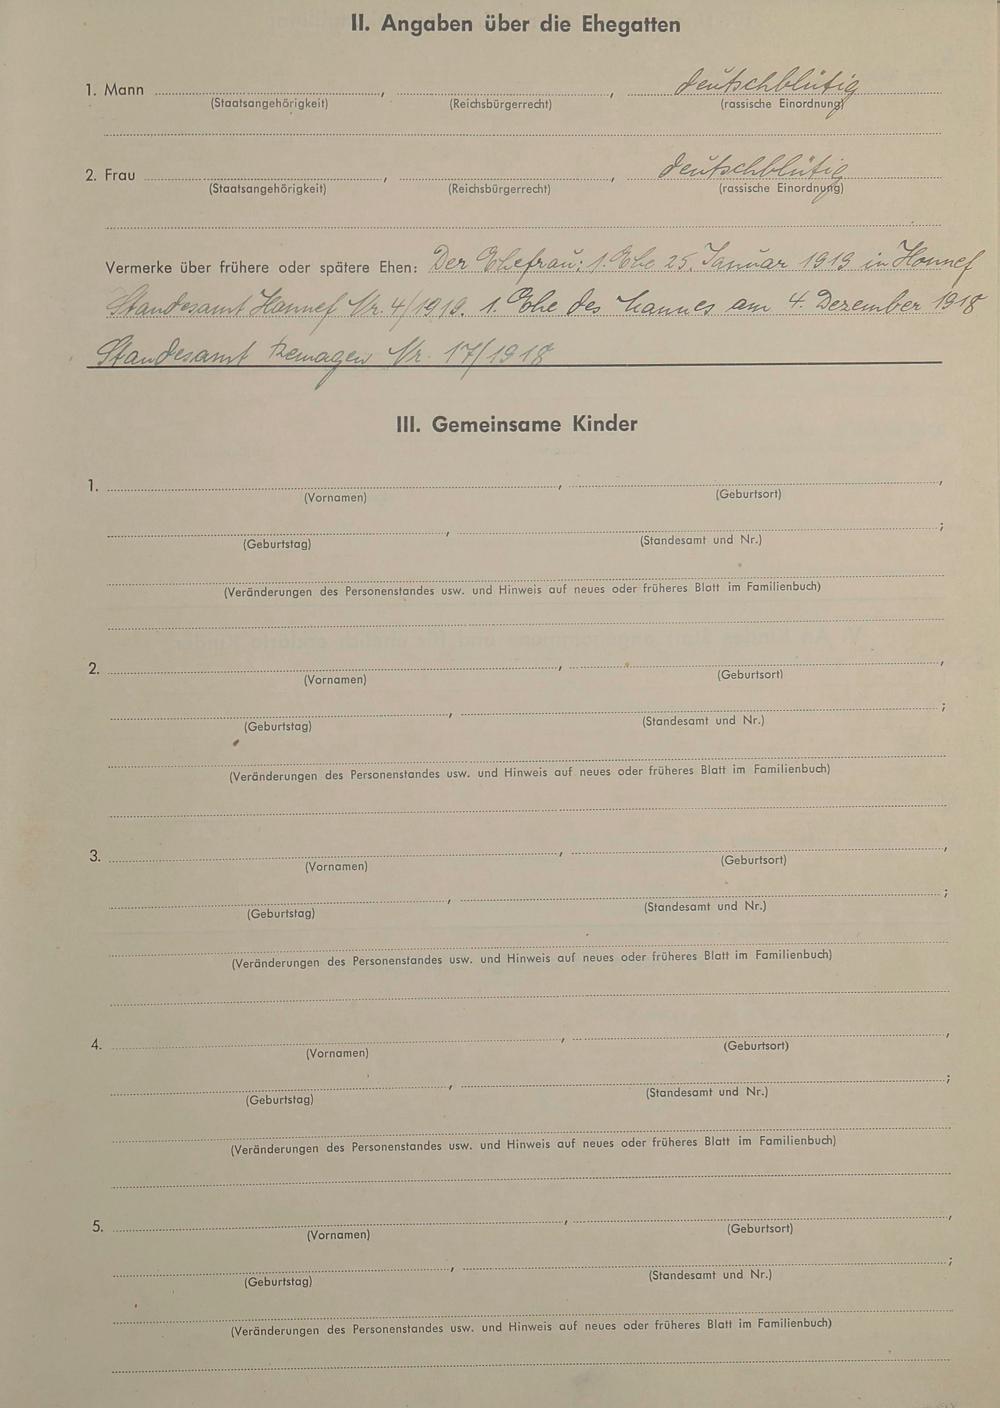 II. Angaben über die Ehegatten
1. Mann , , deutschblütig
(Staatsangehörigkeit) (Reichsbürgerrecht) (rassische Einordnung)
2. Frau , , deutschblütig
(Staatsangehörigkeit) (Reichsbürgerrecht) (rassische Einordnung)
Vermerke über frühere oder spätere Ehen: Der Ehefrau: 1. Ehe 25. Januar 1919 in Honnef
Standesamt Honnef Nr. 4/1919. 1. Ehe des Mannes am 4. Dezember 1918
Standesamt Remagen Nr. 17/1918
III. Gemeinsame Kinder
1. , ,
(Vornamen) (Geburtsort)
, ;
(Geburtstag) (Standesamt und Nr.)
(Veränderungen des Personenstandes usw. und Hinweis auf neues oder früheres Blatt im Familienbuch)
2. , ,
(Vornamen) (Geburtsort)
, ;
(Geburtstag) (Standesamt und Nr.)
(Veränderungen des Personenstandes usw. und Hinweis auf neues oder früheres Blatt im Familienbuch)
3. , ,
(Vornamen) (Geburtsort)
, ;
(Geburtstag) (Standesamt und Nr.)
(Veränderungen des Personenstandes usw. und Hinweis auf neues oder früheres Blatt im Familienbuch)
4. , ,
(Vornamen) (Geburtsort)
, ;
(Geburtstag) (Standesamt und Nr.)
(Veränderungen des Personenstandes usw. und Hinweis auf neues oder früheres Blatt im Familienbuch)
5. , ,
(Vornamen) (Geburtsort)
, ;
(Geburtstag) (Standesamt und Nr.)
(Veränderungen des Personenstandes usw. und Hinweis auf neues oder früheres Blatt im Familienbuch)